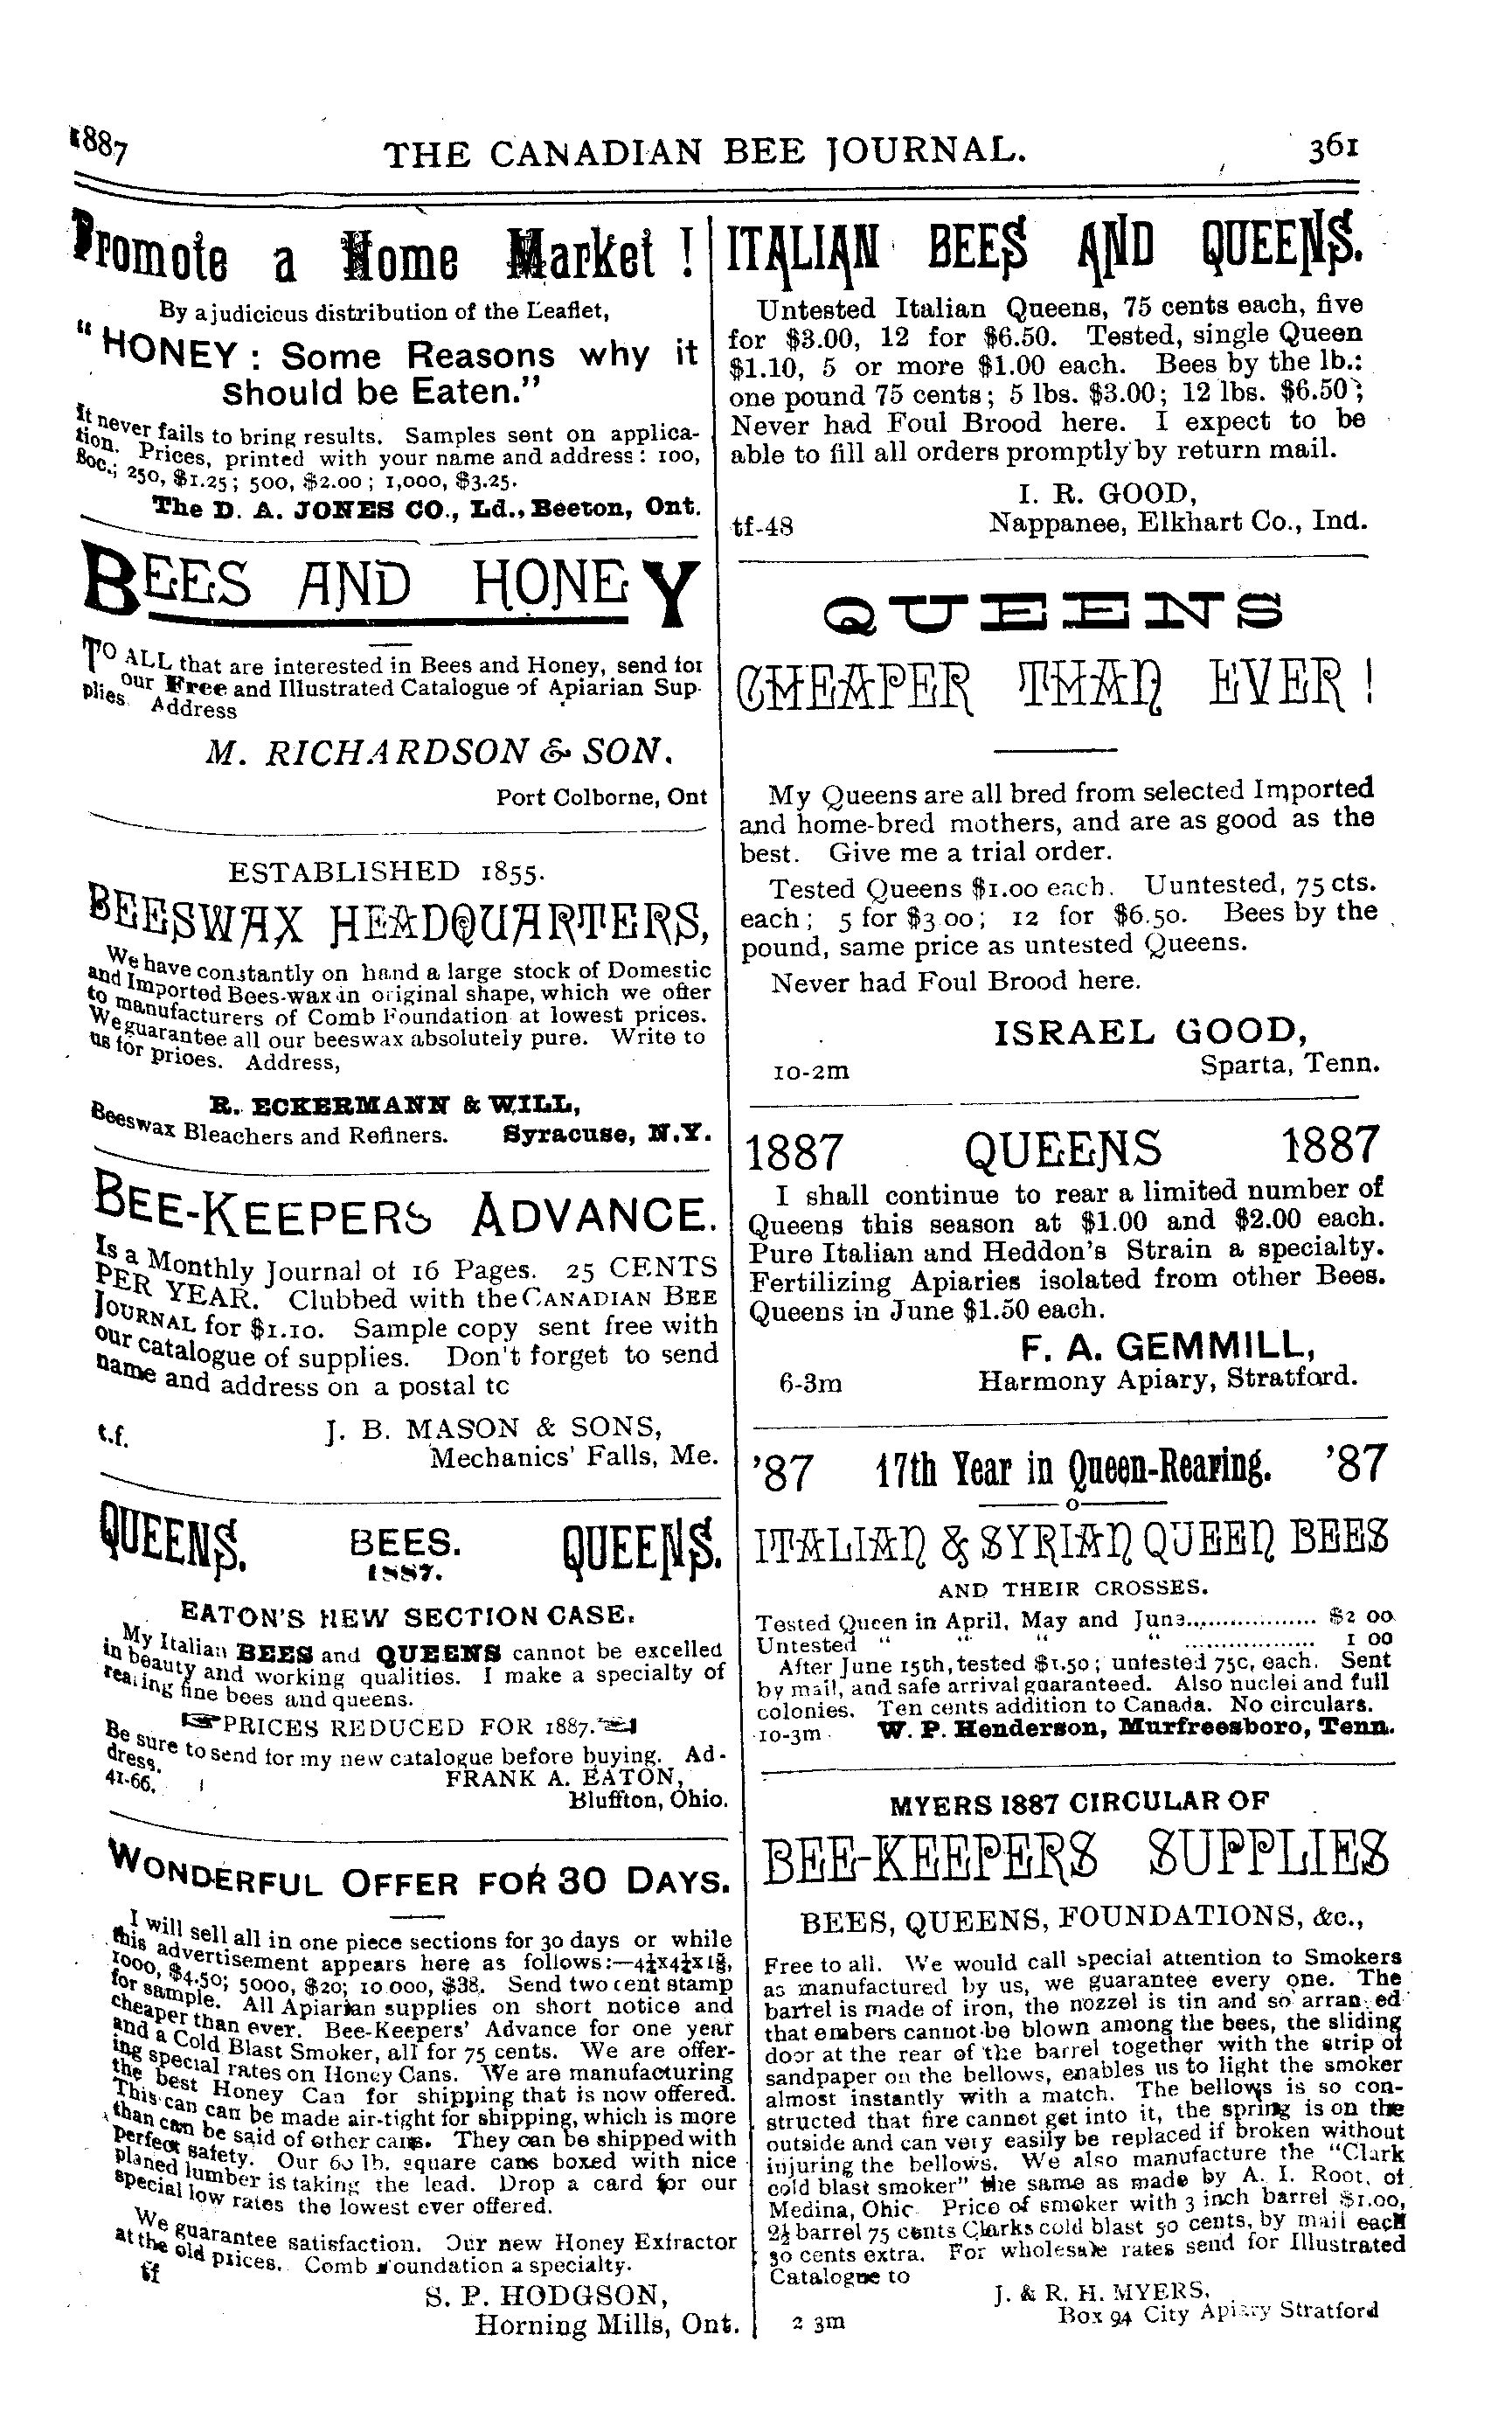 1887
THE CANADIAN BEE JOURNAL.
361
Promote a Home Market !
By a judicious distribution of the Leaflet,
"HONEY : Some Reasons why it
should be Eaten."
It never fails to bring results. Samples sent on applica-
tion. Prices, printed with your name and address : 100,
80c.; 250, $1.25 ; 500, $2.00 ; 1,000, $3.25.
The D. A. JONES CO., Ld., Beeton, Ont.
BEES AND HONEY
TO ALL that are interested in Bees and Honey, send for
our Free and Illustrated Catalogue of Apiarian Sup-
plies. Address
M. RICHARDSON & SON.
Port Colborne, Ont
ESTABLISHED 1855.
BEESWAX HEADQUARTERS,
We have constantly on hand a large stock of Domestic
and Imported Bees-wax in original shape, which we offer
to manufacturers of Comb Foundation at lowest prices.
We guarantee all our beeswax absolutely pure. Write to
us for prices. Address,
R. ECKERMANN & WILL,
Beeswax Bleachers and Refiners. Syracuse, N.Y.
BEE-KEEPERS ADVANCE.
Is a Monthly Journal of 16 Pages. 25 CENTS
PER YEAR. Clubbed with the CANADIAN BEE
JOURNAL for $1.10. Sample copy sent free with
our catalogue of supplies. Don't forget to send
name and address on a postal to
J. B. MASON & SONS,
t.f. Mechanics' Falls, Me.
QUEENS. BEES. QUEENS.
1887.
EATON'S NEW SECTION CASE.
My Italian BEES and QUEENS cannot be excelled
in beauty and working qualities. I make a specialty of
rearing fine bees and queens.
☞PRICES REDUCED FOR 1887.☜
Be sure to send for my new catalogue before buying. Ad-
dress. FRANK A. EATON,
41-66. Bluffton, Ohio.
WONDERFUL OFFER FOR 30 DAYS.
I will sell all in one piece sections for 30 days or while
this advertisement appears here as follows:—4¼x4¼x1⅞,
1000, $4.50; 5000, $20; 10 000, $38. Send two cent stamp
for sample. All Apiarian supplies on short notice and
cheaper than ever. Bee-Keepers' Advance for one year
and a Cold Blast Smoker, all for 75 cents. We are offer-
ing special rates on Honey Cans. We are manufacturing
the best Honey Can for shipping that is now offered.
This can can be made air-tight for shipping, which is more
than can be said of other cans. They can be shipped with
perfect safety. Our 60 lb. square cans boxed with nice
planed lumber is taking the lead. Drop a card for our
special low rates the lowest ever offered.
We guarantee satisfaction. Our new Honey Extractor
at the old prices. Comb Foundation a specialty.
tf S. P. HODGSON,
Horning Mills, Ont.
ITALIAN BEES AND QUEENS.
Untested Italian Queens, 75 cents each, five
for $3.00, 12 for $6.50. Tested, single Queen
$1.10, 5 or more $1.00 each. Bees by the lb.:
one pound 75 cents; 5 lbs. $3.00; 12 lbs. $6.50;
Never had Foul Brood here. I expect to be
able to fill all orders promptly by return mail.
I. R. GOOD,
tf-48 Nappanee, Elkhart Co., Ind.
QUEENS
CHEAPER THAN EVER !
My Queens are all bred from selected Imported
and home-bred mothers, and are as good as the
best. Give me a trial order.
Tested Queens $1.00 each. Uuntested, 75 cts.
each ; 5 for $3 00 ; 12 for $6.50. Bees by the
pound, same price as untested Queens.
Never had Foul Brood here.
ISRAEL GOOD,
10-2m Sparta, Tenn.
1887 QUEENS 1887
I shall continue to rear a limited number of
Queens this season at $1.00 and $2.00 each.
Pure Italian and Heddon's Strain a specialty.
Fertilizing Apiaries isolated from other Bees.
Queens in June $1.50 each.
F. A. GEMMILL,
6-3m Harmony Apiary, Stratford.
'87 17th Year in Queen-Rearing. '87
ITALIAN & SYRIAN QUEEN BEES
AND THEIR CROSSES.
Tested Queen in April, May and June.................. $2 00
Untested " " " " ................. 1 00
After June 15th, tested $1.50 ; untested 75c, each. Sent
by mail, and safe arrival guaranteed. Also nuclei and full
colonies. Ten cents addition to Canada. No circulars.
10-3m W. P. Henderson, Murfreesboro, Tenn.
MYERS 1887 CIRCULAR OF
BEE-KEEPERS SUPPLIES
BEES, QUEENS, FOUNDATIONS, &c.,
Free to all. We would call special attention to Smokers
as manufactured by us, we guarantee every one. The
bartel is made of iron, the nozzel is tin and so arran ed
that embers cannot be blown among the bees, the sliding
door at the rear of the barrel together with the strip of
sandpaper on the bellows, enables us to light the smoker
almost instantly with a match. The bellows is so con-
structed that fire cannot get into it, the spring is on the
outside and can very easily be replaced if broken without
injuring the bellows. We also manufacture the "Clark
cold blast smoker" the same as made by A. I. Root, of
Medina, Ohio Price of smoker with 3 inch barrel $1.00,
2½ barrel 75 cents Clarks cold blast 50 cents, by mail each
30 cents extra. For wholesale rates send for Illustrated
Catalogue to
J. & R. H. MYERS,
2 3m Box 94 City Apiary Stratford